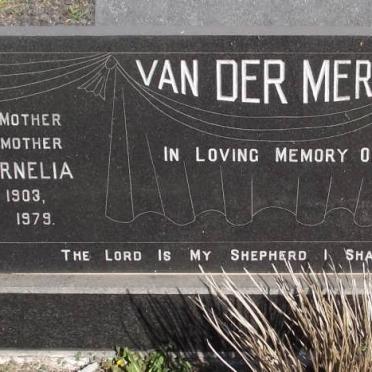 VAN DER MER
MOTHER
MOTHER
RNELIA
1903,
1979.
IN LOVING MEMORY O
THE LORD IS MY SHEPHERD I SHA